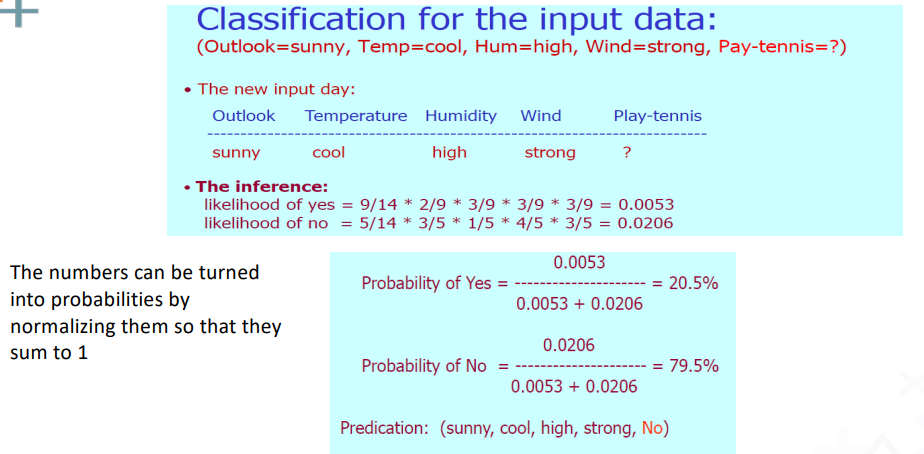 Classification for the input data:
(Outlook=sunny, Temp=cool, Hum=high, Wind=strong, Pay-tennis=?)
• The new input day:
Outlook Temperature Humidity Wind Play-tennis
--------------------------------------------------------------------------------
sunny cool high strong ?
• The inference:
likelihood of yes = 9/14 * 2/9 * 3/9 * 3/9 * 3/9 = 0.0053
likelihood of no = 5/14 * 3/5 * 1/5 * 4/5 * 3/5 = 0.0206
The numbers can be turned
into probabilities by
normalizing them so that they
sum to 1
0.0053
Probability of Yes = --------------------- = 20.5%
0.0053 + 0.0206
0.0206
Probability of No = --------------------- = 79.5%
0.0053 + 0.0206
Predication: (sunny, cool, high, strong, No)